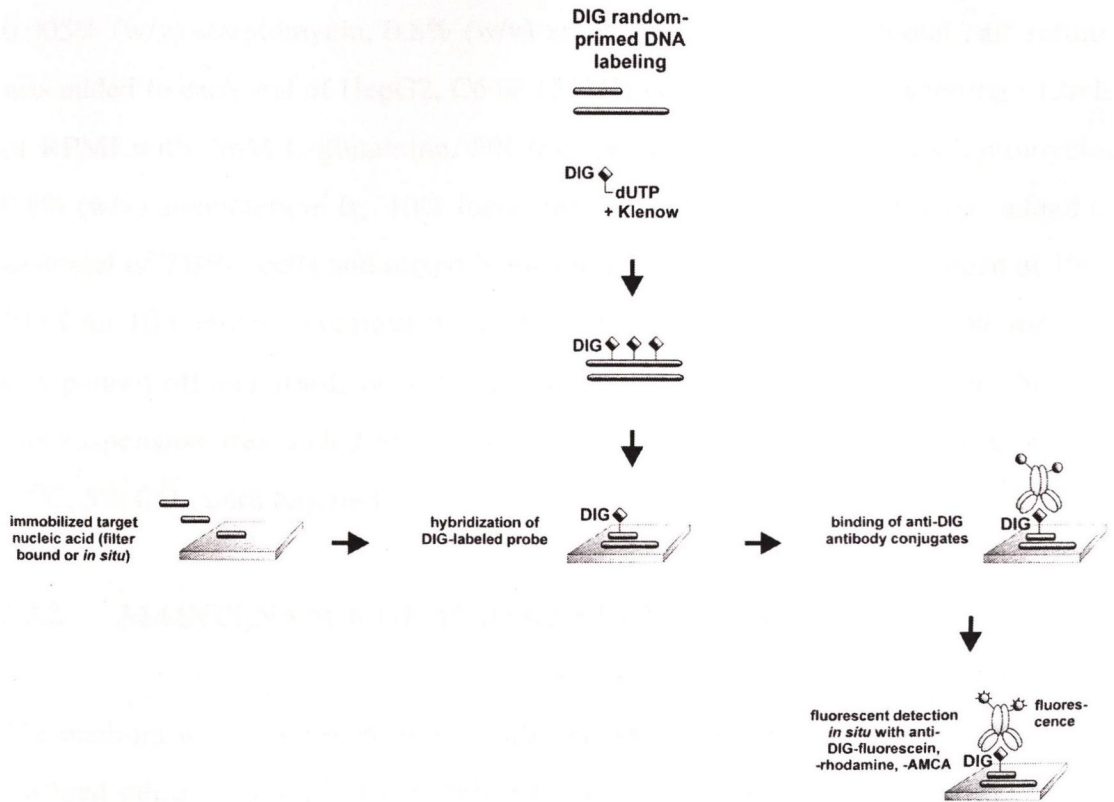 DIG random-
primed DNA
labeling
DIG
dUTP
+ Klenow
DIG
immobilized target
nucleic acid (filter
bound or in situ)
hybridization of
DIG-labeled probe
DIG
binding of anti-DIG
antibody conjugates
DIG
fluorescent detection
in situ with anti-
DIG-fluorescein,
-rhodamine, -AMCA
DIG
fluores-
cence